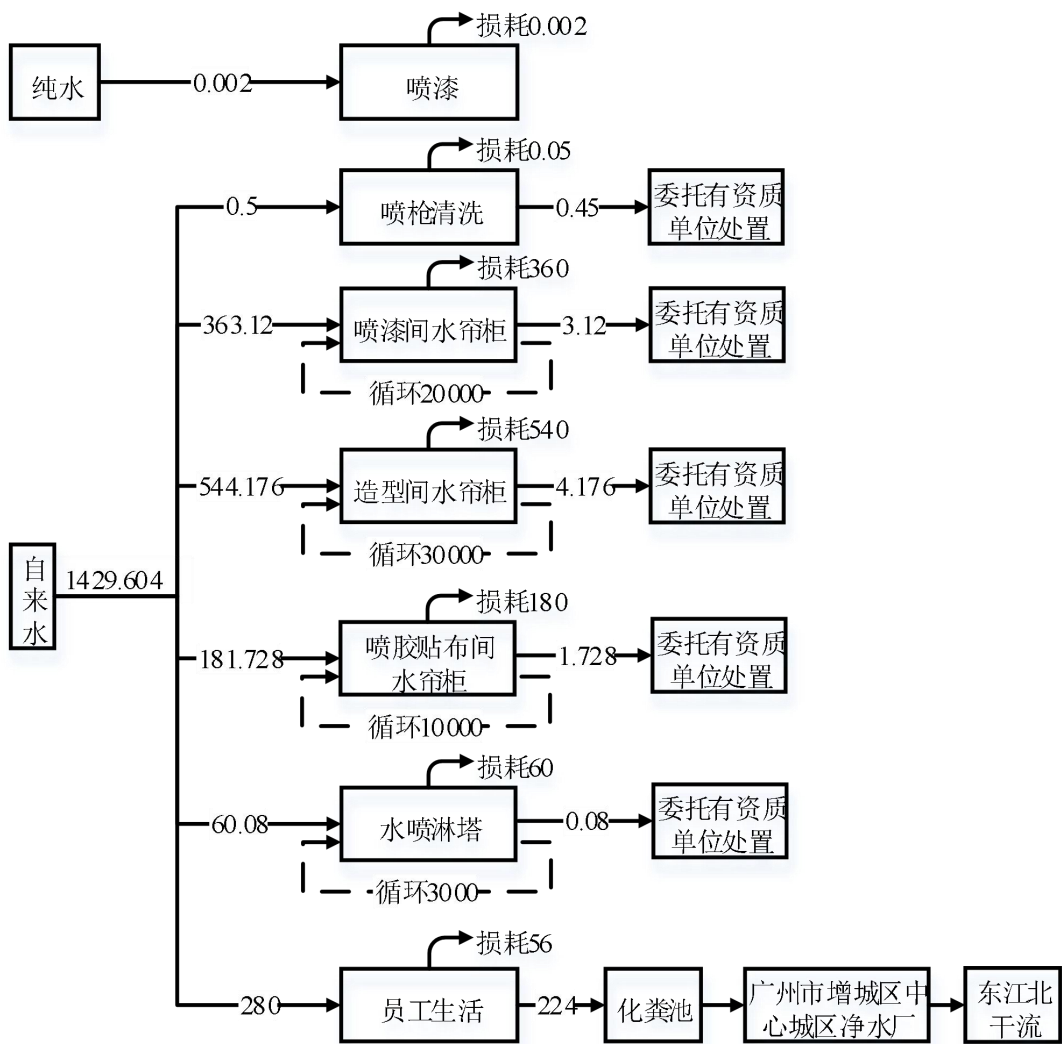 损耗0.002
纯水
0.002
喷漆
损耗0.05
0.5
喷枪清洗
0.45
委托有资质
单位处置
损耗360
363.12
喷漆间水帘柜
3.12
委托有资质
单位处置
循环20000
损耗540
544.176
造型间水帘柜
4.176
委托有资质
单位处置
循环30000
自来水
1429.604
损耗180
181.728
喷胶贴布间
水帘柜
1.728
委托有资质
单位处置
循环10000
损耗60
60.08
水喷淋塔
0.08
委托有资质
单位处置
循环3000
损耗56
280
员工生活
224
化粪池
广州市增城区中
心城区净水厂
东江北
干流